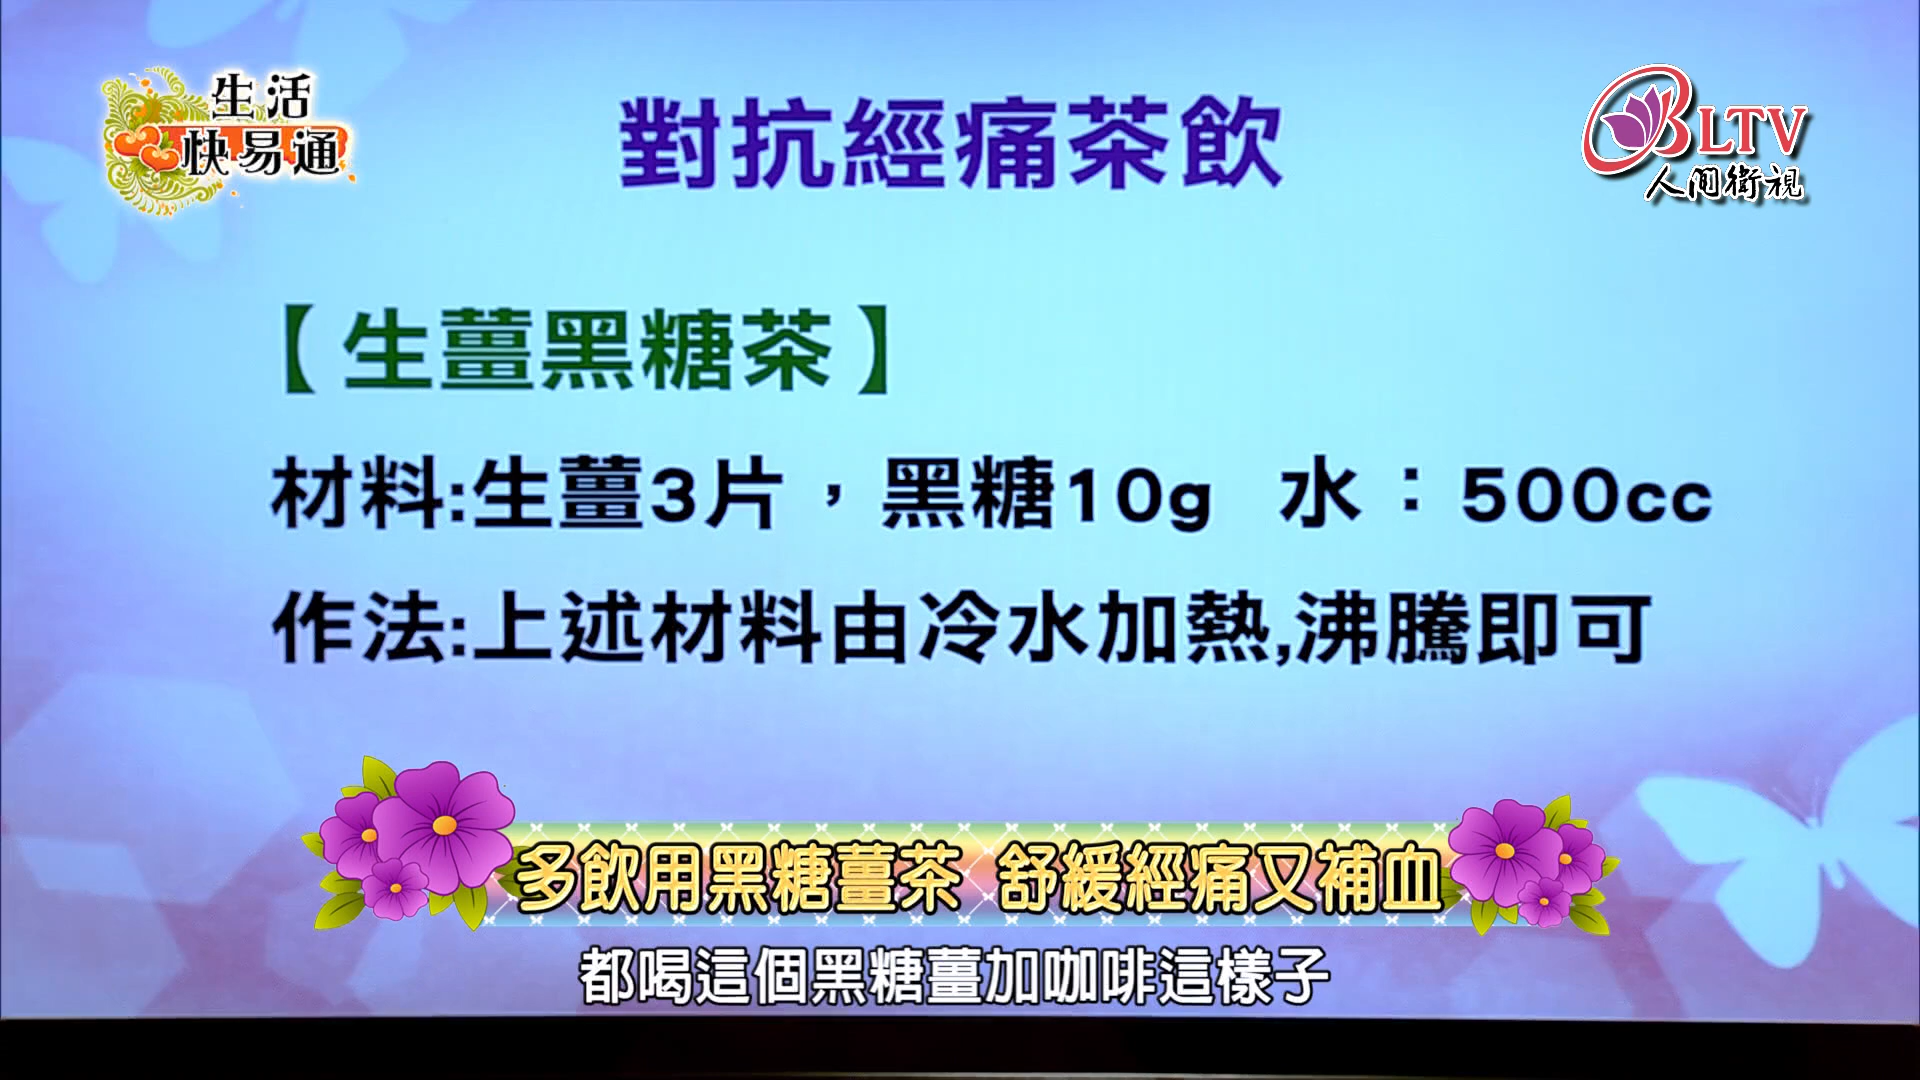 生活
快易通
BLTV
人間衛視
對抗經痛茶飲
【生薑黑糖茶】
材料:生薑3片，黑糖10g 水：500cc
作法:上述材料由冷水加熱,沸騰即可
多飲用黑糖薑茶 舒緩經痛又補血
都喝這個黑糖薑加咖啡這樣子